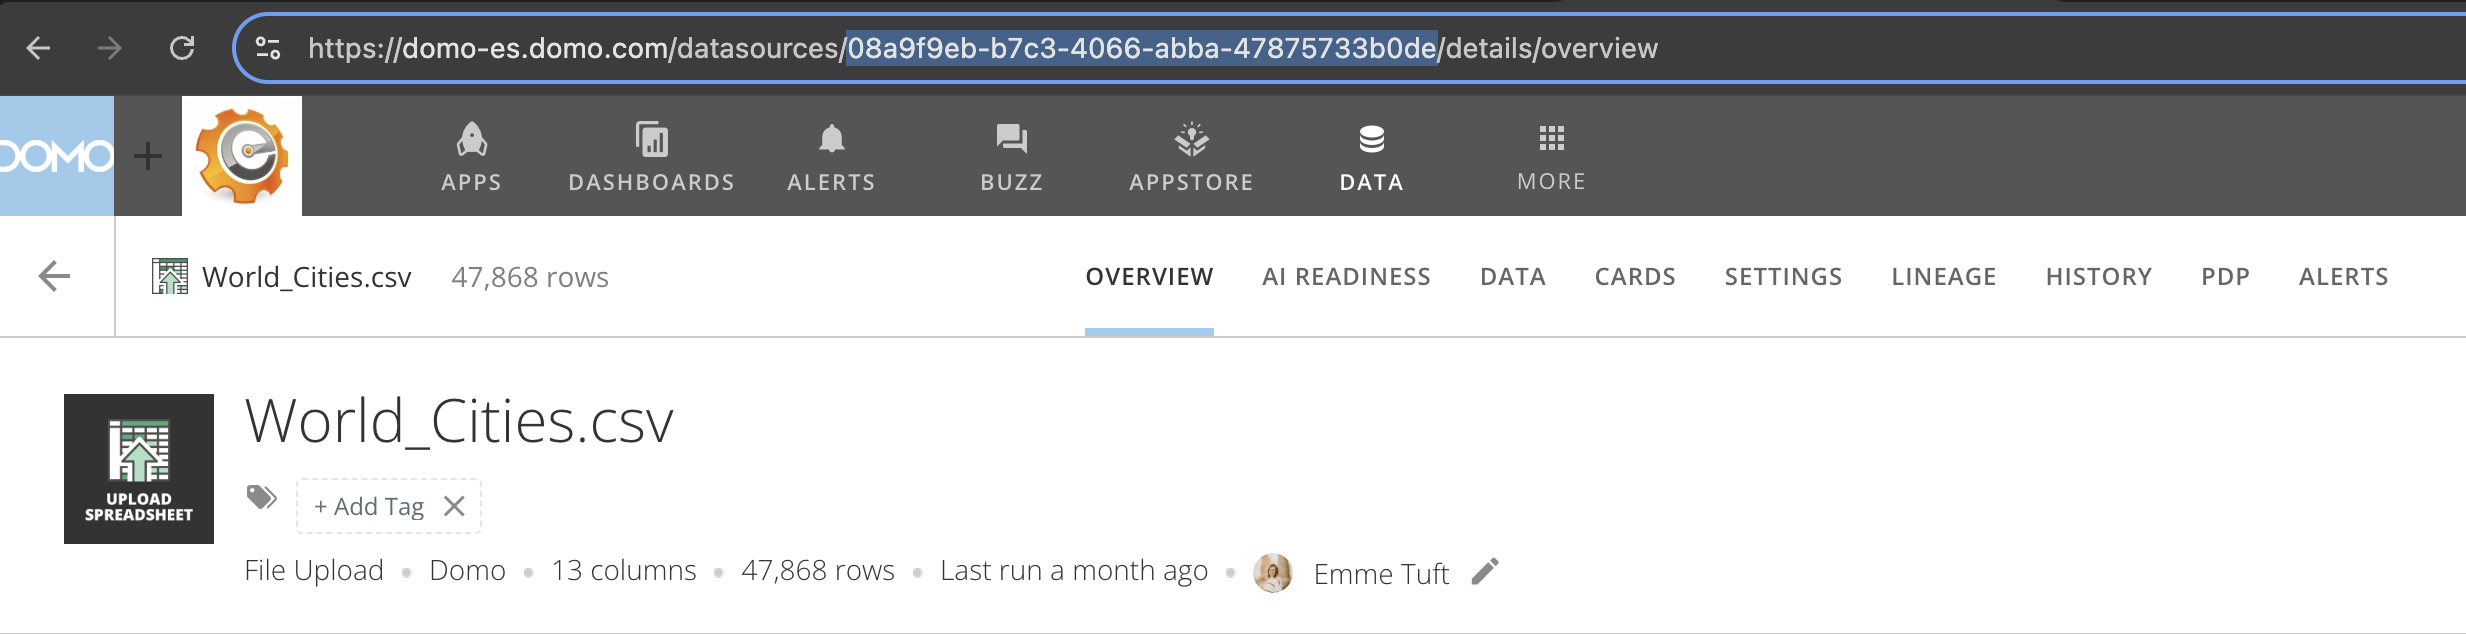 https://domo-es.domo.com/datasources/08a9f9eb-b7c3-4066-abba-47875733b0de/details/overview
DOMO
APPS DASHBOARDS ALERTS BUZZ APPSTORE DATA MORE
World_Cities.csv 47,868 rows OVERVIEW AI READINESS DATA CARDS SETTINGS LINEAGE HISTORY PDP ALERTS
World_Cities.csv
UPLOAD
SPREADSHEET
+ Add Tag
File Upload Domo 13 columns 47,868 rows Last run a month ago Emme Tuft